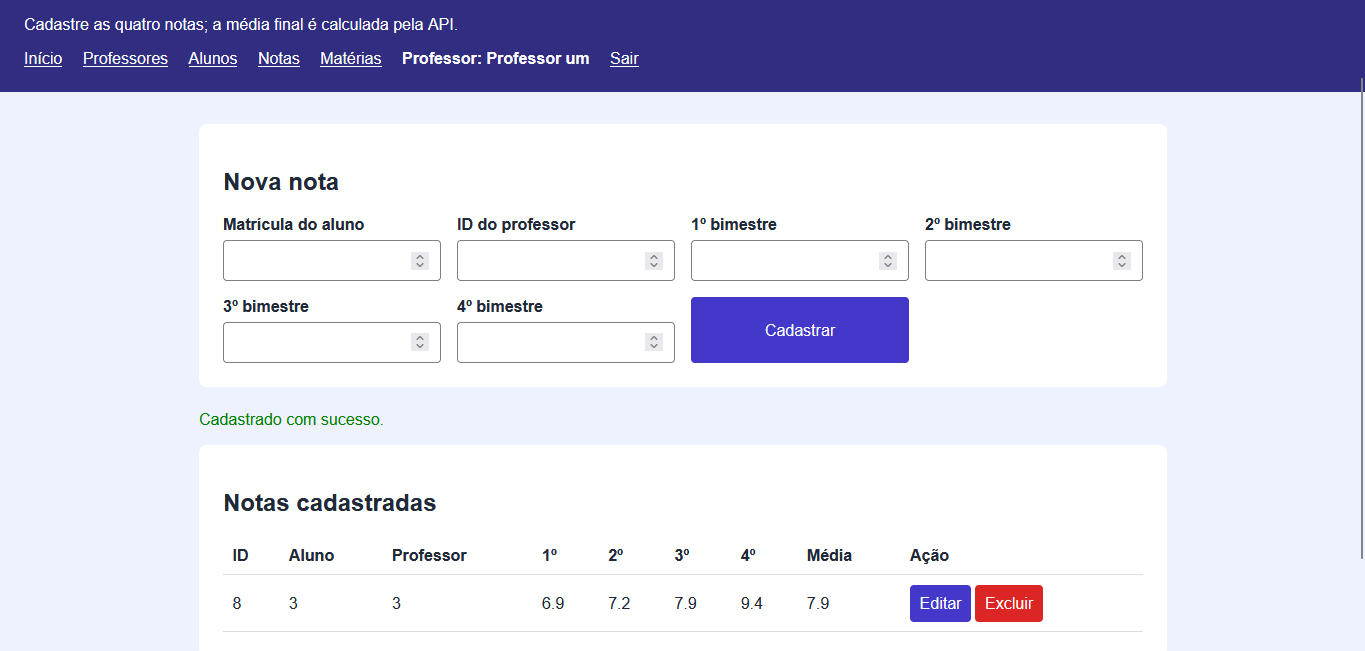 Cadastre as quatro notas; a média final é calculada pela API.
Início Professores Alunos Notas Matérias Professor: Professor um Sair
Nova nota
Matrícula do aluno ID do professor 1º bimestre 2º bimestre
3º bimestre 4º bimestre Cadastrar
Cadastrado com sucesso.
Notas cadastradas
ID Aluno Professor 1º 2º 3º 4º Média Ação
8 3 3 6.9 7.2 7.9 9.4 7.9 Editar Excluir